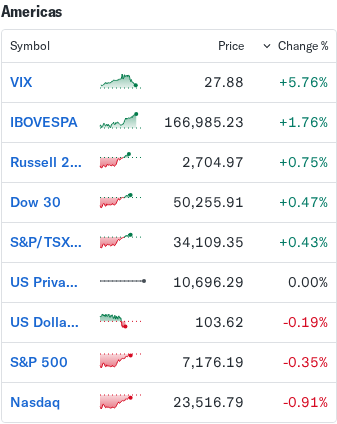 Americas
Symbol Price Change %
VIX 27.88 +5.76%
IBOVESPA 166,985.23 +1.76%
Russell 2... 2,704.97 +0.75%
Dow 30 50,255.91 +0.47%
S&P/TSX... 34,109.35 +0.43%
US Priva... 10,696.29 0.00%
US Dolla... 103.62 -0.19%
S&P 500 7,176.19 -0.35%
Nasdaq 23,516.79 -0.91%